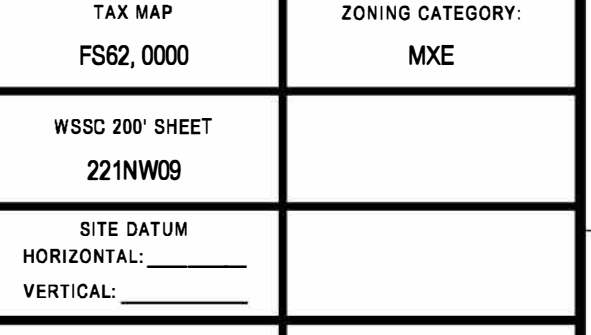 TAX MAP
FS62, 0000
ZONING CATEGORY:
MXE
WSSC 200' SHEET
221NW09
SITE DATUM
HORIZONTAL:
VERTICAL: